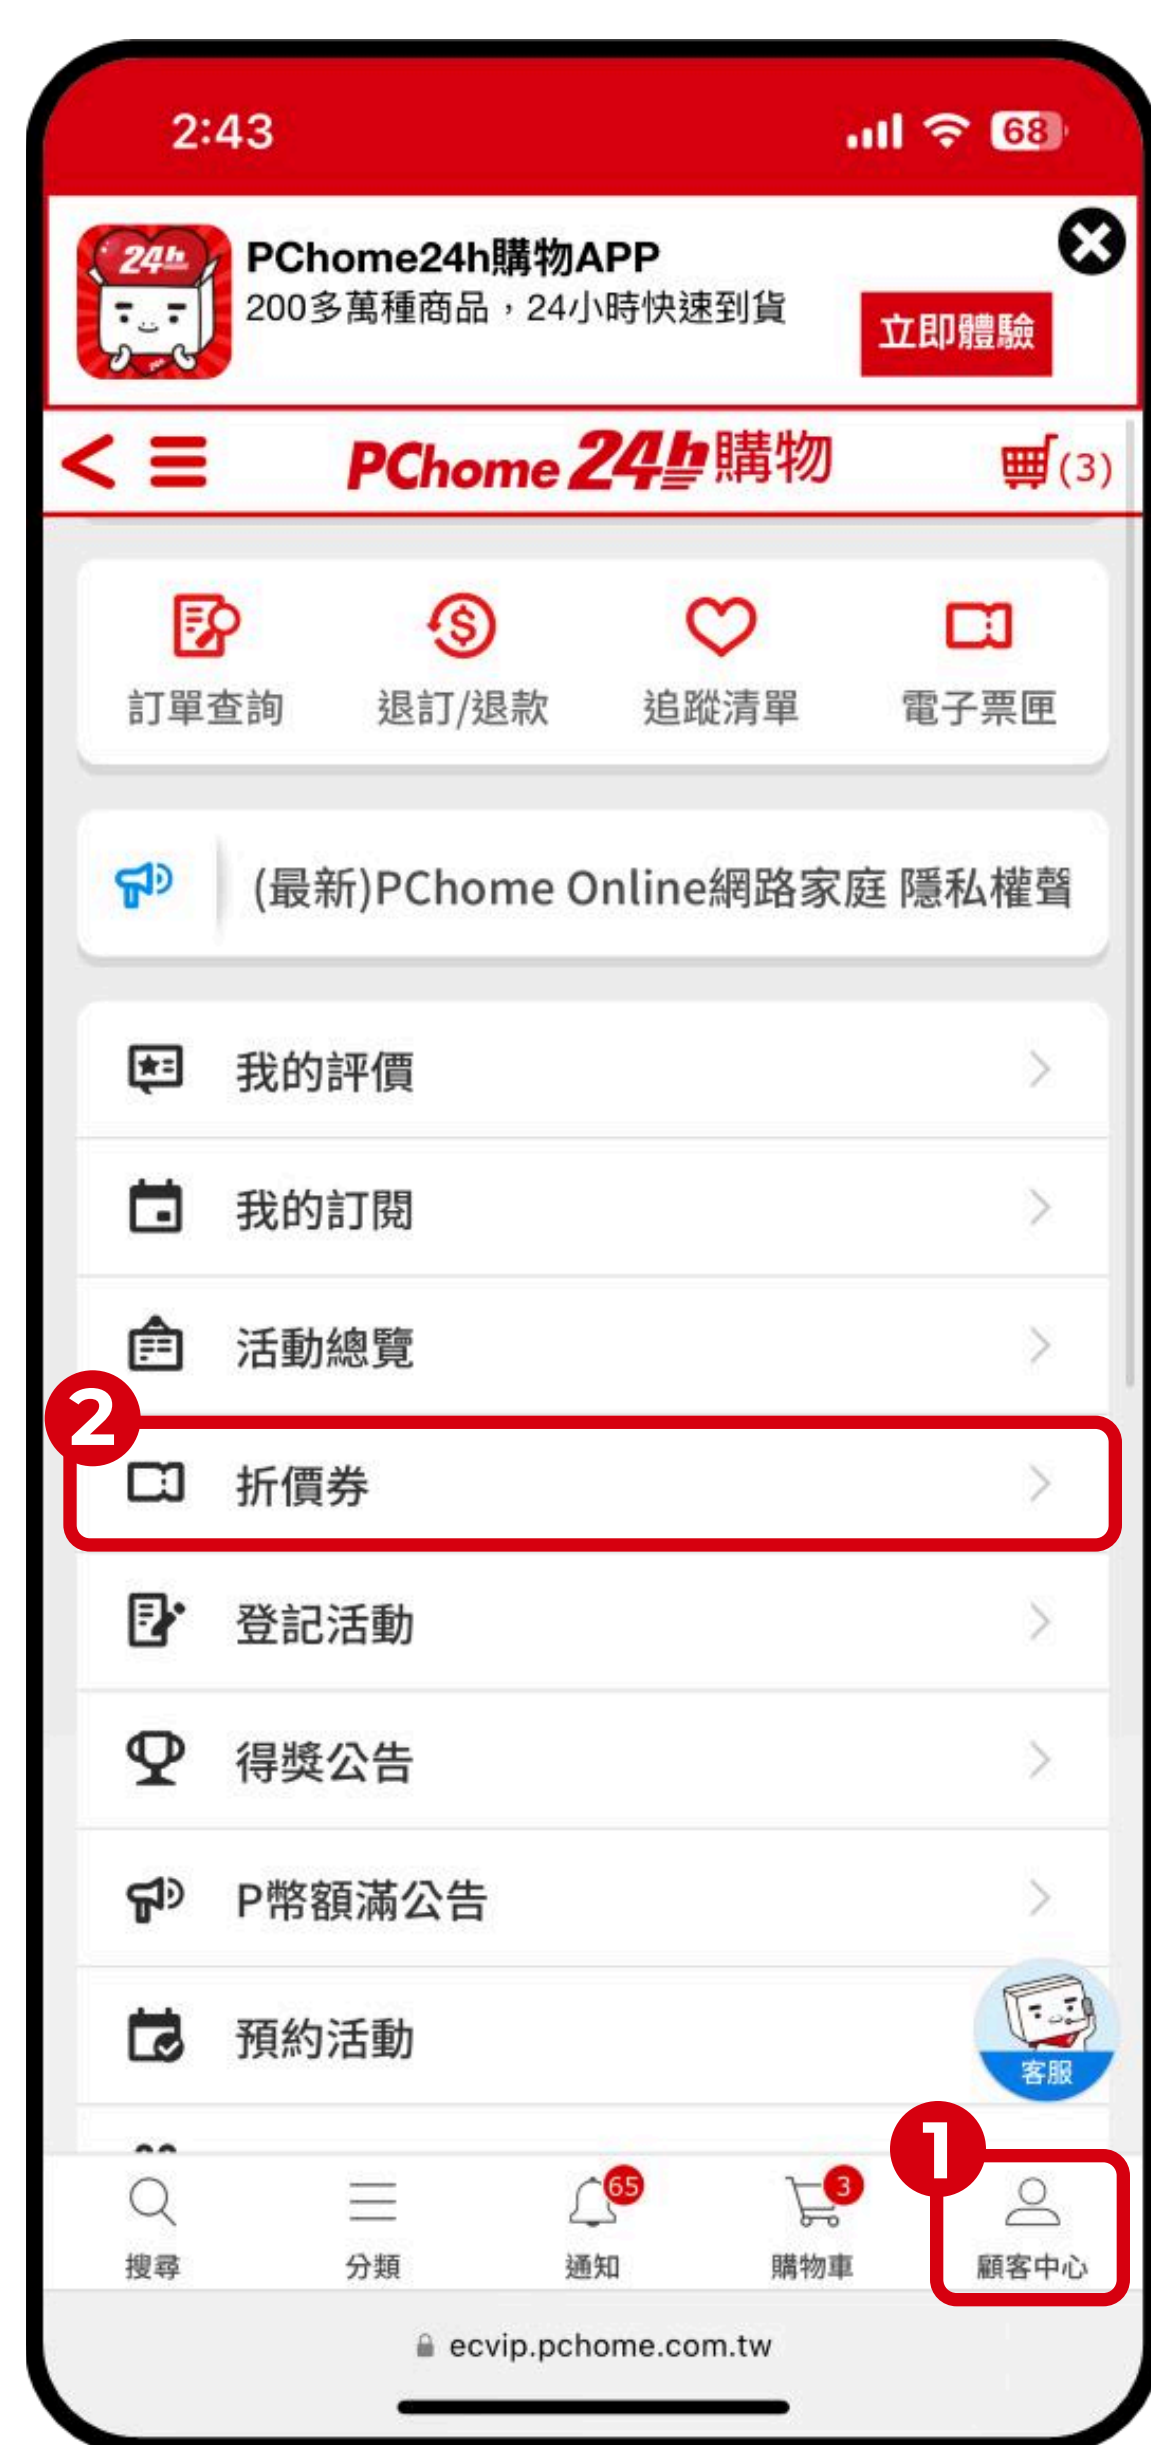 2:43
68
24h
PChome24h購物APP
200多萬種商品，24小時快速到貨
立即體驗
PChome 24h購物
(3)
訂單查詢
退訂/退款
追蹤清單
電子票匣
(最新)PChome Online網路家庭 隱私權聲
我的評價
我的訂閱
活動總覽
2
折價券
登記活動
得獎公告
P幣額滿公告
預約活動
客服
1
65
3
搜尋
分類
通知
購物車
顧客中心
ecvip.pchome.com.tw